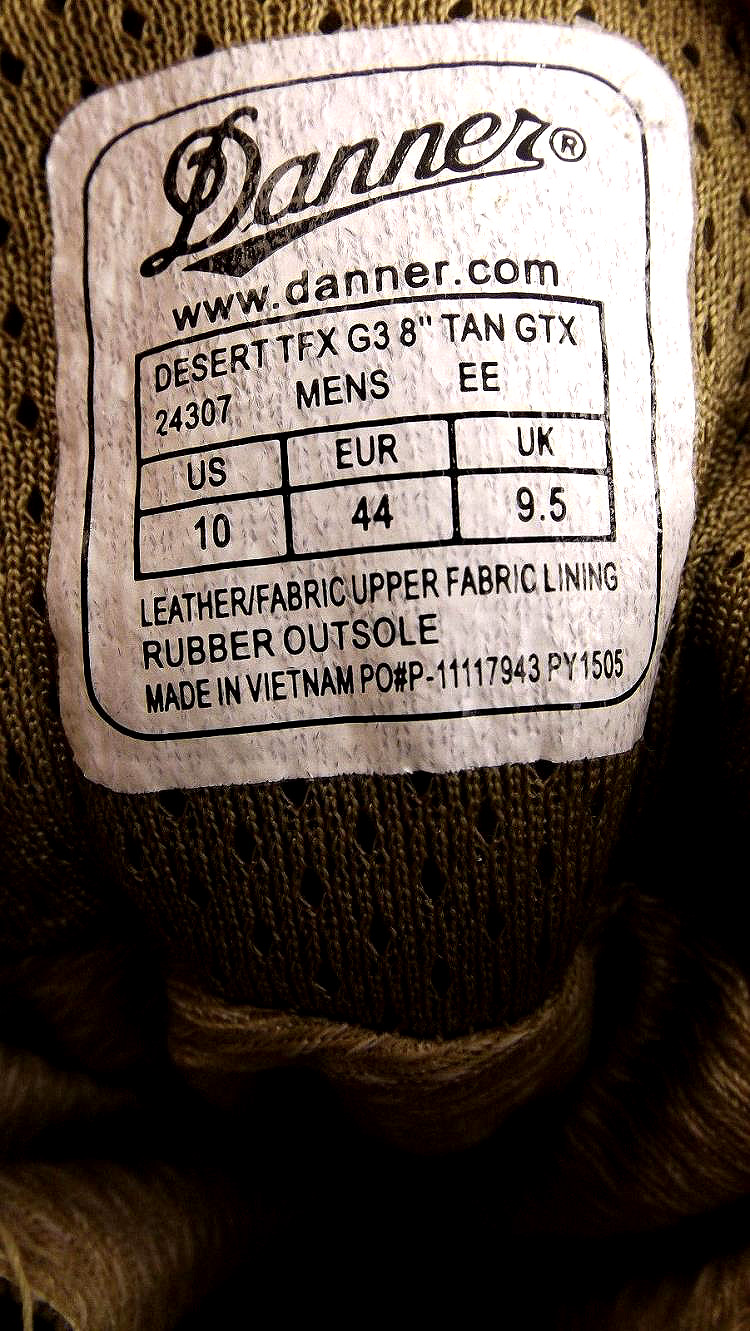 Danner®
www.danner.com
DESERT TFX G3 8" TAN GTX
24307 MENS EE
US EUR UK
10 44 9.5
LEATHER/FABRIC UPPER FABRIC LINING
RUBBER OUTSOLE
MADE IN VIETNAM PO#P-11117943 PY1505